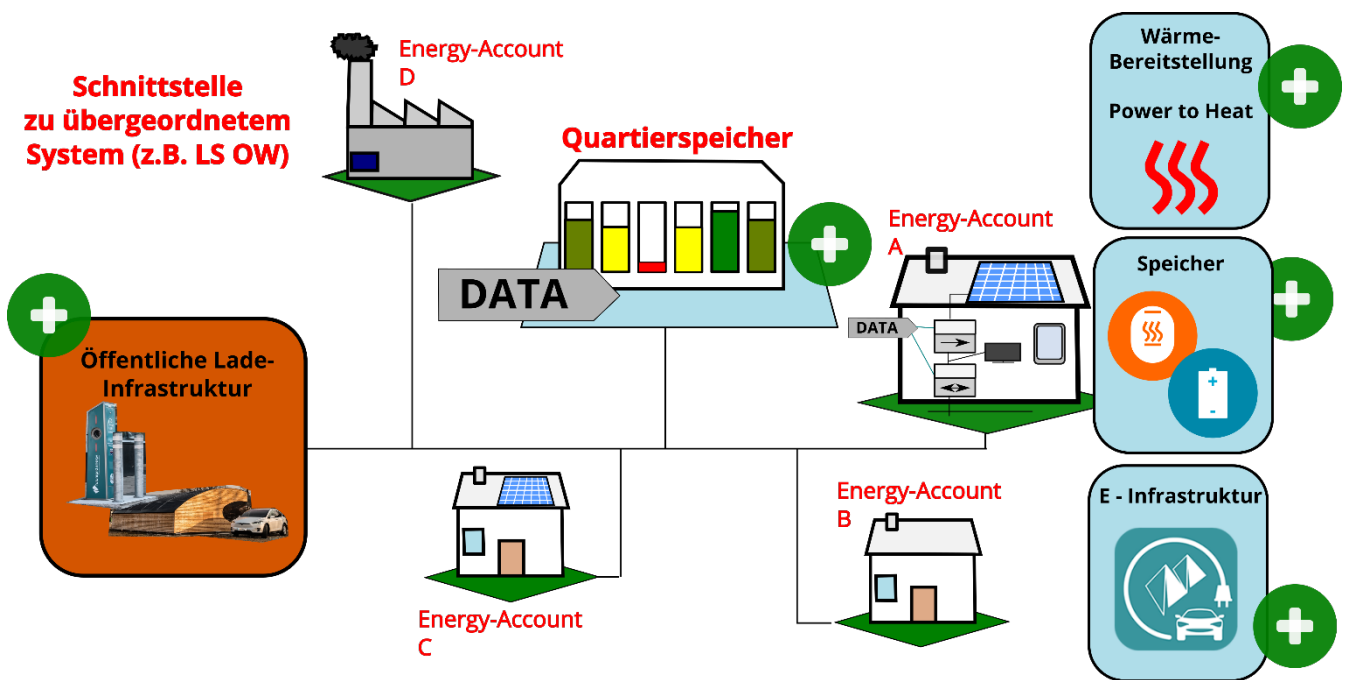 Schnittstelle
zu übergeordnetem
System (z.B. LS OW)
Energy-Account
D
Quartierspeicher
DATA
Energy-Account
A
DATA
Wärme-
Bereitstellung
Power to Heat
Speicher
+
-
E - Infrastruktur
Öffentliche Lade-
Infrastruktur
Energy-Account
C
Energy-Account
B